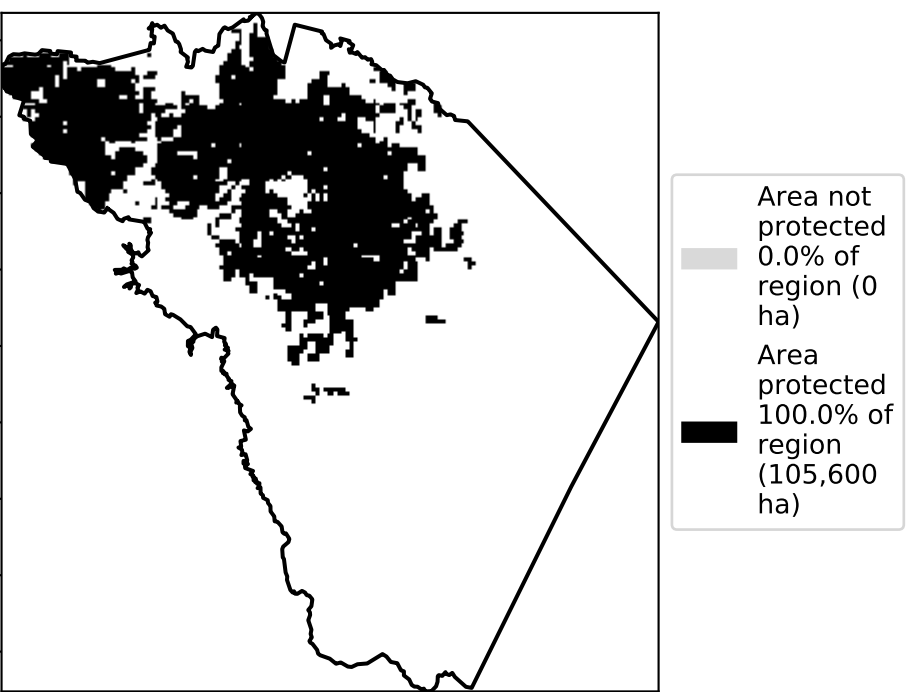 Area not
protected
0.0% of
region (0
ha)
Area
protected
100.0% of
region
(105,600
ha)